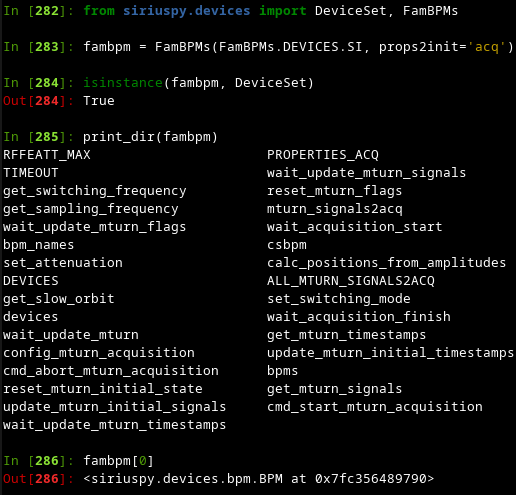 In [282]: from siriuspy.devices import DeviceSet, FamBPMs
In [283]: fambpm = FamBPMs(FamBPMs.DEVICES.SI, props2init='acq')
In [284]: isinstance(fambpm, DeviceSet)
Out[284]: True
In [285]: print_dir(fambpm)
RFFEATT_MAX PROPERTIES_ACQ
TIMEOUT wait_update_mturn_signals
get_switching_frequency reset_mturn_flags
get_sampling_frequency mturn_signals2acq
wait_update_mturn_flags wait_acquisition_start
bpm_names csbpm
set_attenuation calc_positions_from_amplitudes
DEVICES ALL_MTURN_SIGNALS2ACQ
get_slow_orbit set_switching_mode
devices wait_acquisition_finish
wait_update_mturn get_mturn_timestamps
config_mturn_acquisition update_mturn_initial_timestamps
cmd_abort_mturn_acquisition bpms
reset_mturn_initial_state get_mturn_signals
update_mturn_initial_signals cmd_start_mturn_acquisition
wait_update_mturn_timestamps
In [286]: fambpm[0]
Out[286]: <siriuspy.devices.bpm.BPM at 0x7fc356489790>